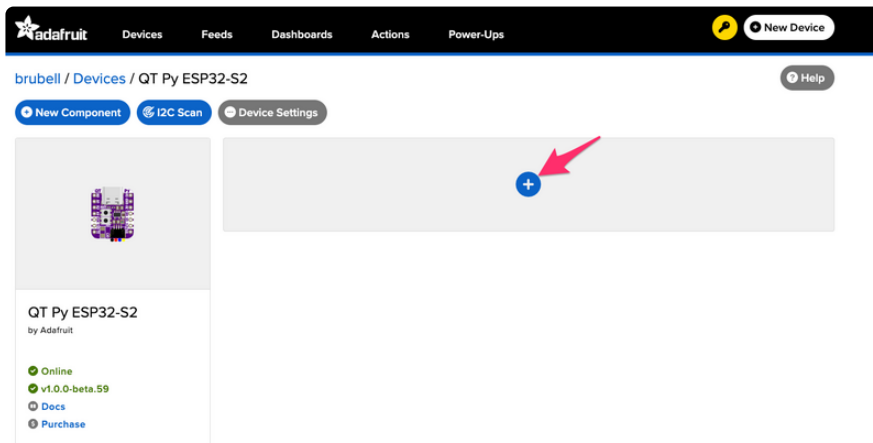 adafruit Devices Feeds Dashboards Actions Power-Ups New Device
brubell / Devices / QT Py ESP32-S2 Help
New Component I2C Scan Device Settings
QT Py ESP32-S2
by Adafruit
Online
v1.0.0-beta.59
Docs
Purchase